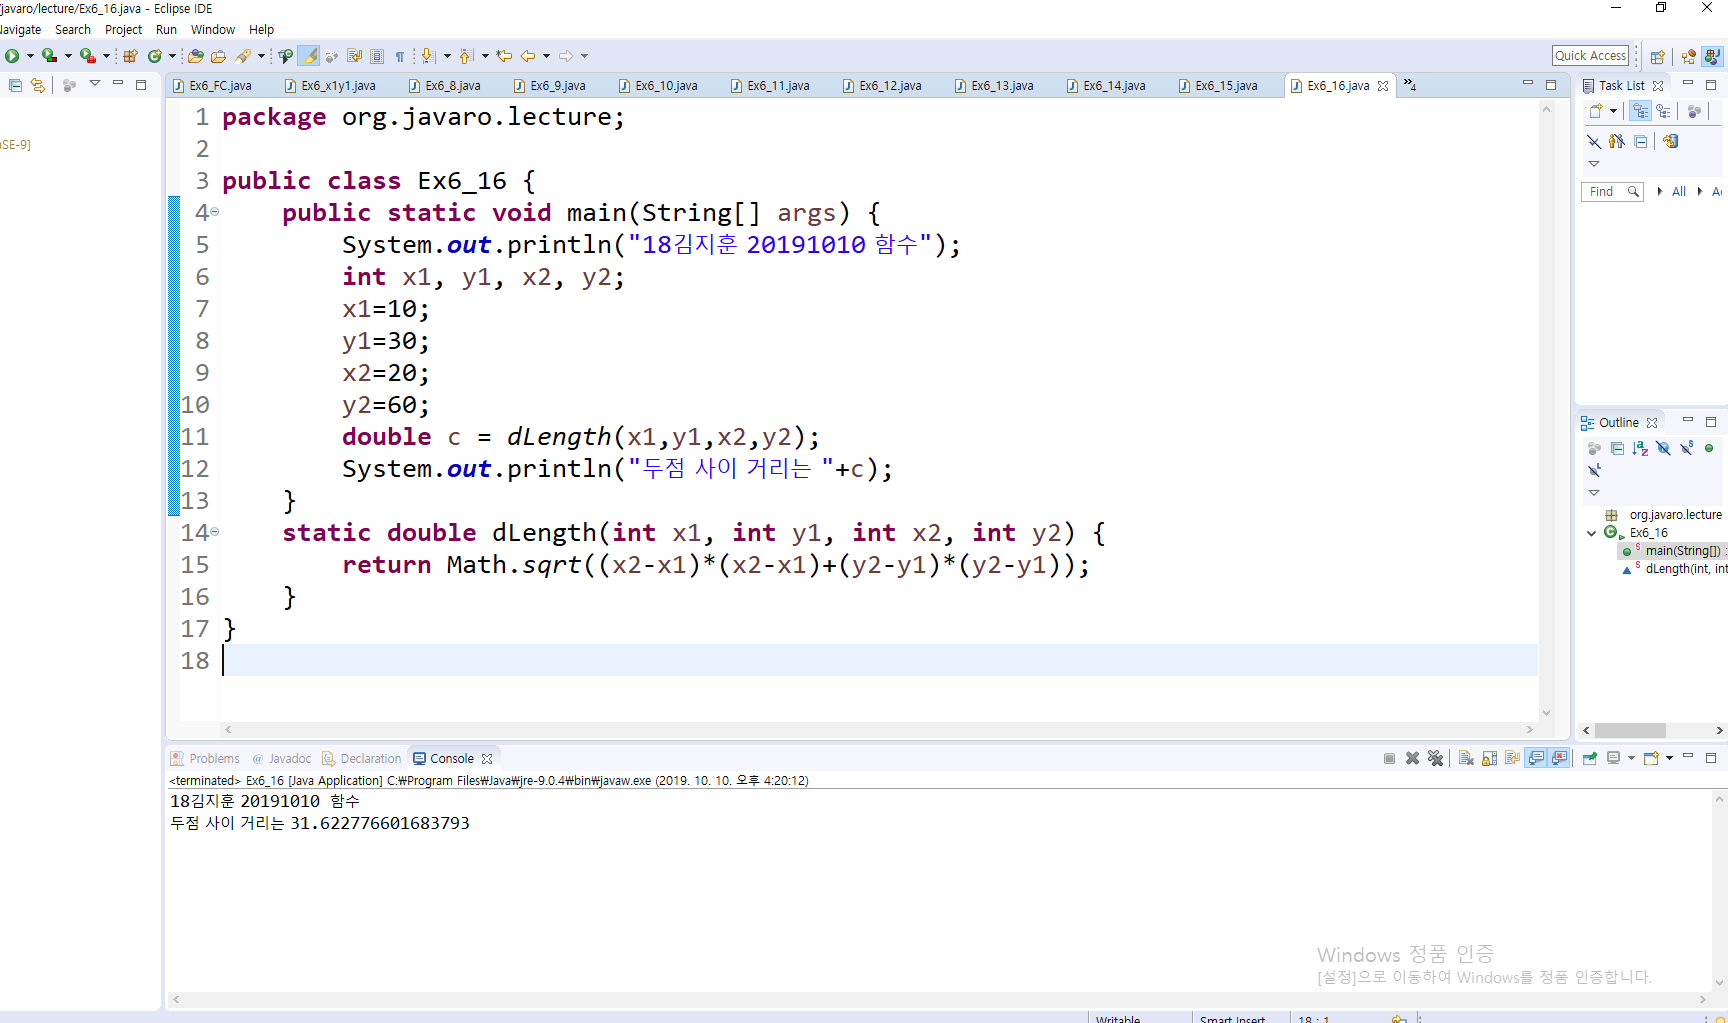 /javaro/lecture/Ex6_16.java - Eclipse IDE
Navigate Search Project Run Window Help
Quick Access
Ex6_FC.java Ex6_x1y1.java Ex6_8.java Ex6_9.java Ex6_10.java Ex6_11.java Ex6_12.java Ex6_13.java Ex6_14.java Ex6_15.java Ex6_16.java »4
Task List
SE-9]
Find All
1 package org.javaro.lecture;
2
3 public class Ex6_16 {
4 public static void main(String[] args) {
5 System.out.println("18김지훈 20191010 함수");
6 int x1, y1, x2, y2;
7 x1=10;
8 y1=30;
9 x2=20;
10 y2=60;
11 double c = dLength(x1,y1,x2,y2);
12 System.out.println("두점 사이 거리는 "+c);
13 }
14 static double dLength(int x1, int y1, int x2, int y2) {
15 return Math.sqrt((x2-x1)*(x2-x1)+(y2-y1)*(y2-y1));
16 }
17 }
18
Outline
org.javaro.lecture
Ex6_16
main(String[]) :
dLength(int, int
Problems Javadoc Declaration Console
<terminated> Ex6_16 [Java Application] C:₩Program Files₩Java₩jre-9.0.4₩bin₩javaw.exe (2019. 10. 10. 오후 4:20:12)
18김지훈 20191010 함수
두점 사이 거리는 31.622776601683793
Windows 정품 인증
[설정]으로 이동하여 Windows를 정품 인증합니다.
Writable Smart Insert 18 : 1